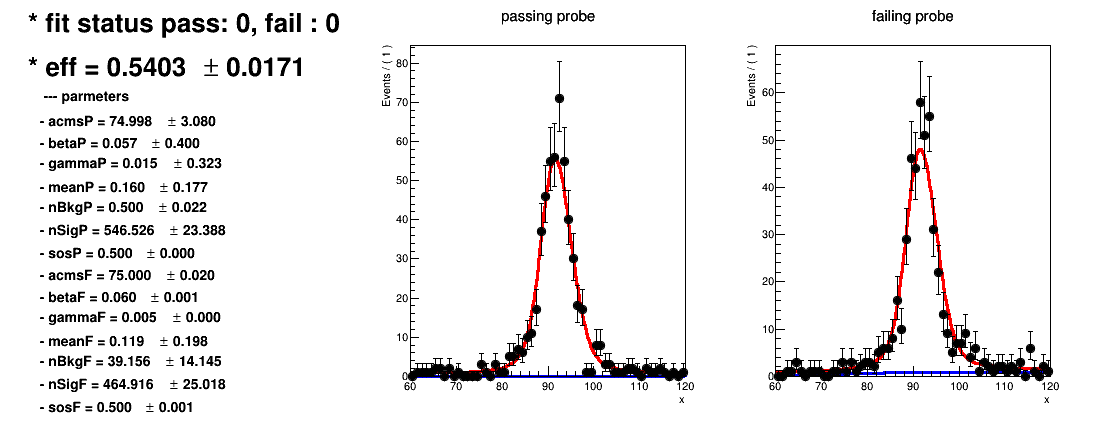 * fit status pass: 0, fail : 0
* eff = 0.5403 ± 0.0171
--- parmeters
- acmsP = 74.998 ± 3.080
- betaP = 0.057 ± 0.400
- gammaP = 0.015 ± 0.323
- meanP = 0.160 ± 0.177
- nBkgP = 0.500 ± 0.022
- nSigP = 546.526 ± 23.388
- sosP = 0.500 ± 0.000
- acmsF = 75.000 ± 0.020
- betaF = 0.060 ± 0.001
- gammaF = 0.005 ± 0.000
- meanF = 0.119 ± 0.198
- nBkgF = 39.156 ± 14.145
- nSigF = 464.916 ± 25.018
- sosF = 0.500 ± 0.001
passing probe
Events / ( 1 )
80
70
60
50
40
30
20
10
0
60 70 80 90 100 110 120
x
failing probe
Events / ( 1 )
60
50
40
30
20
10
0
60 70 80 90 100 110 120
x